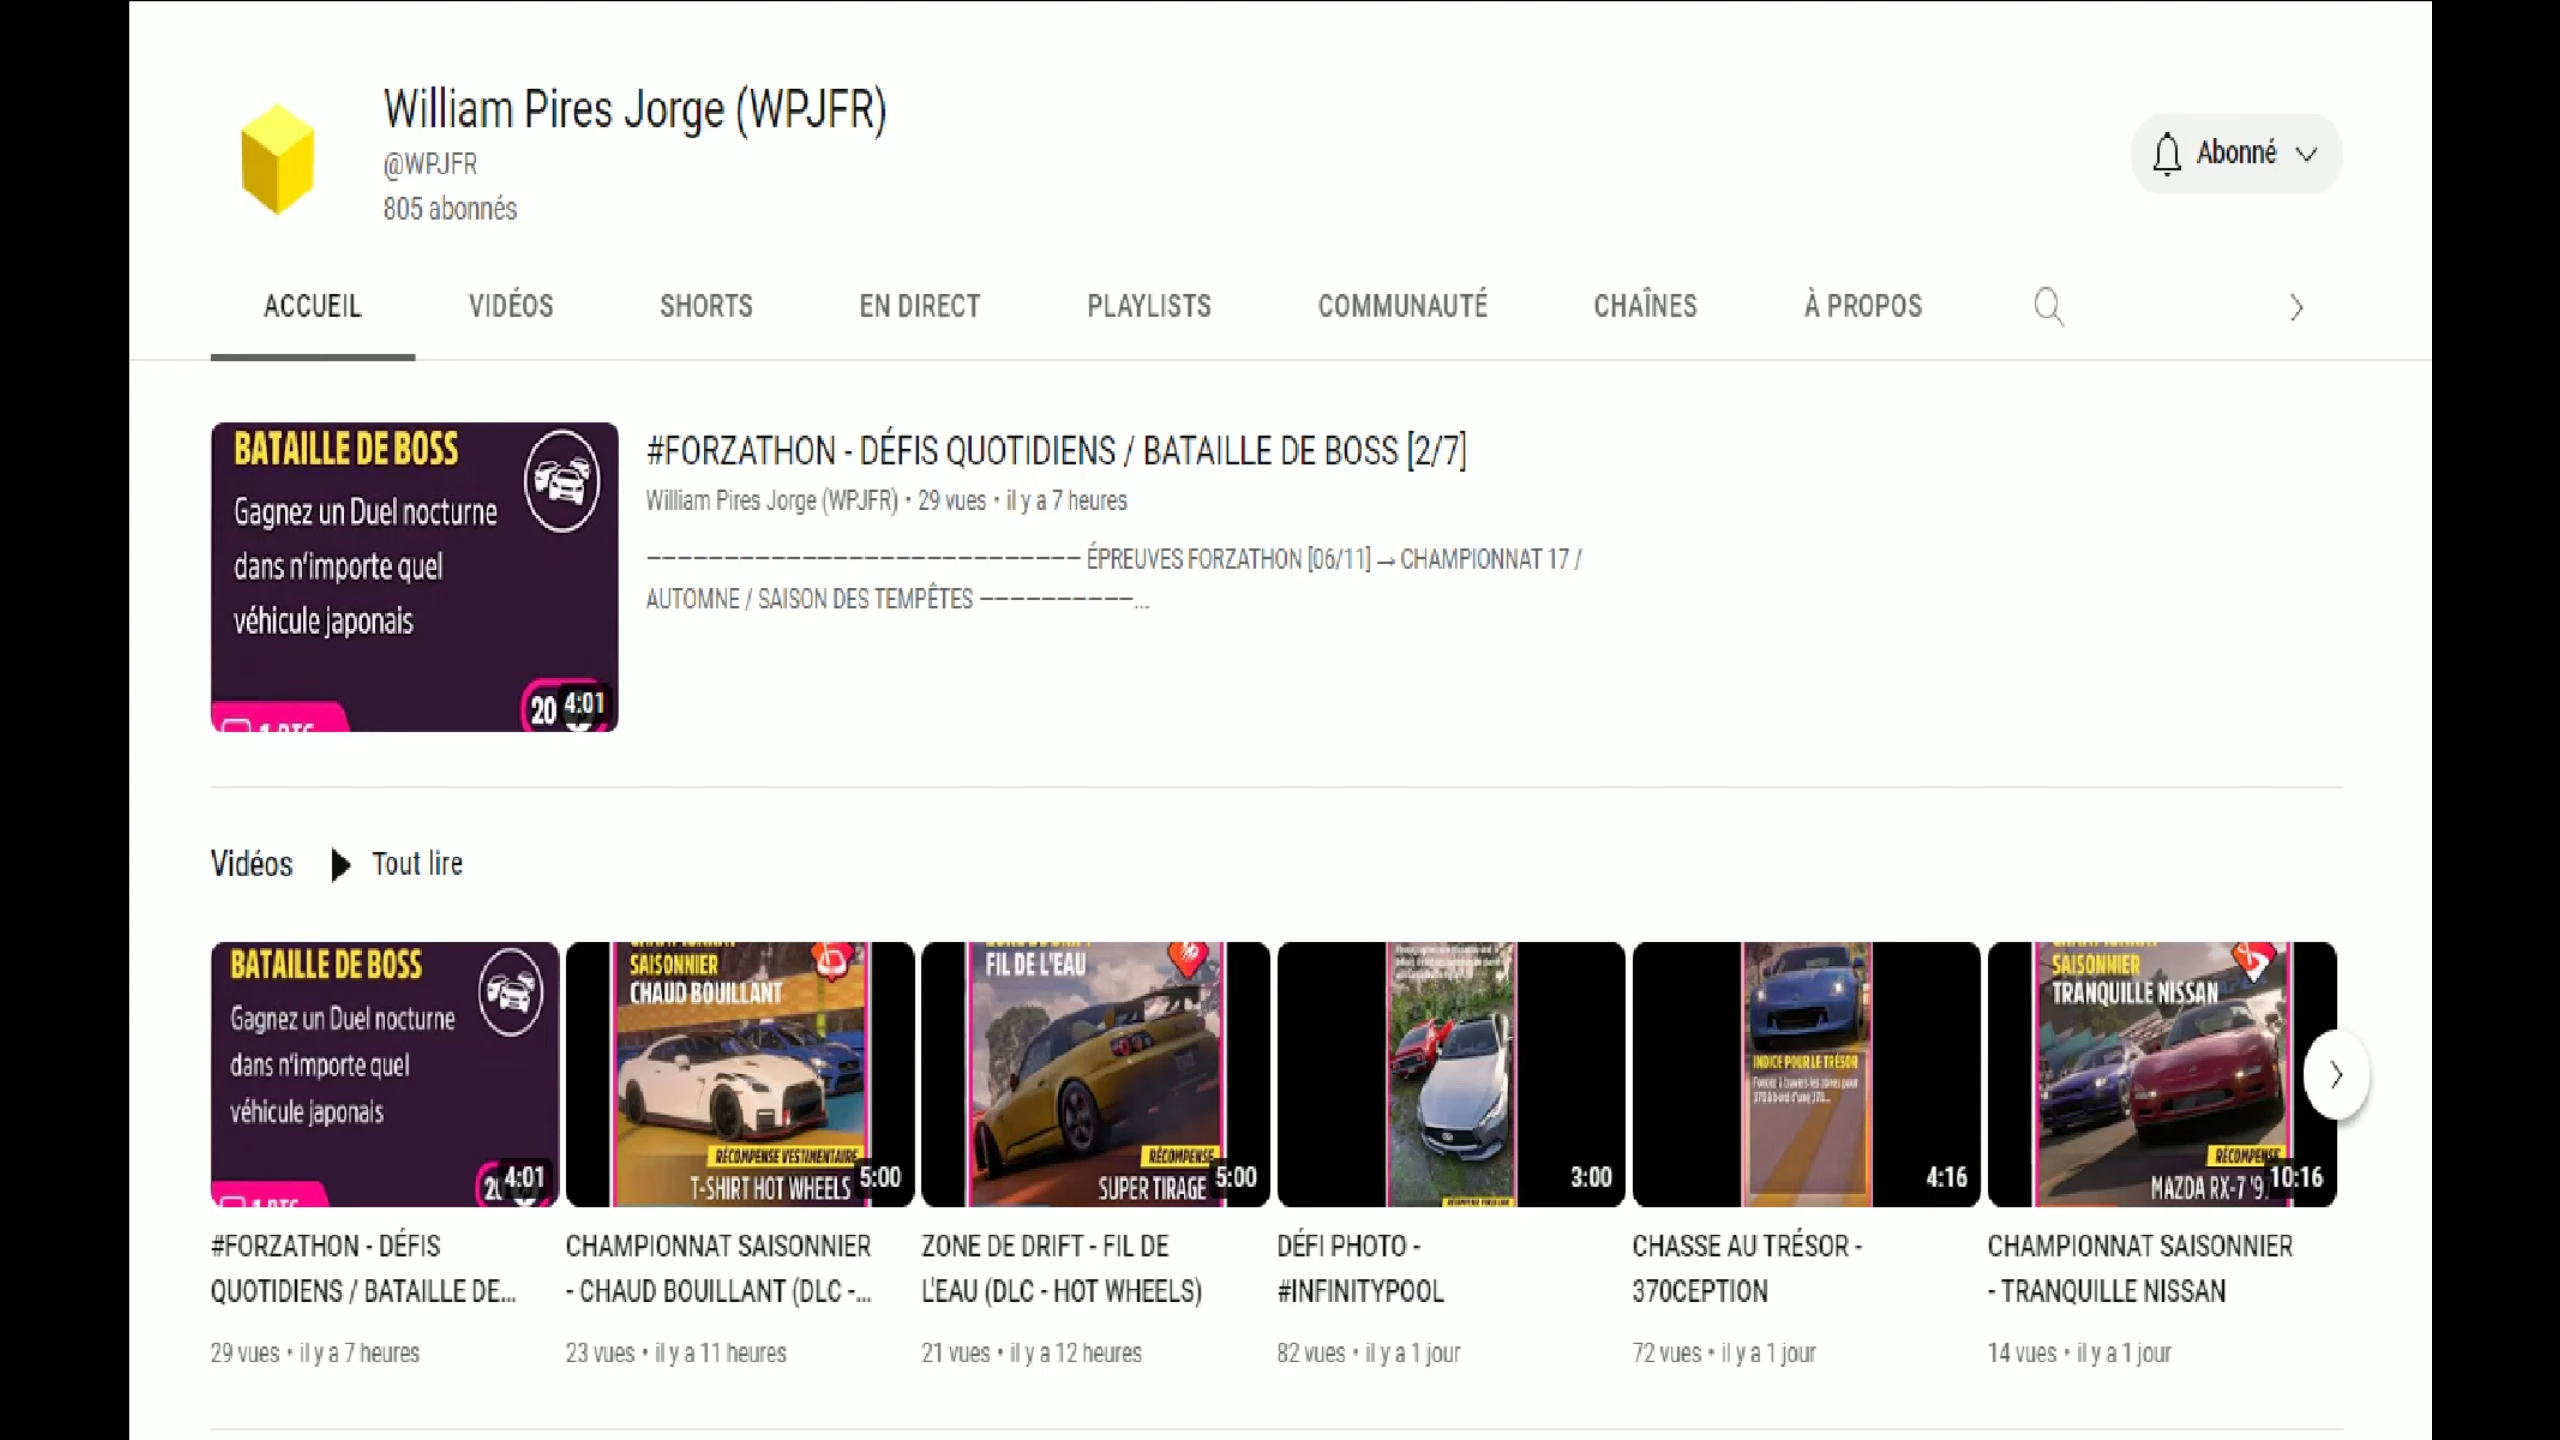 William Pires Jorge (WPJFR)
@WPJFR
805 abonnés
Abonné
ACCUEIL
VIDÉOS
SHORTS
EN DIRECT
PLAYLISTS
COMMUNAUTÉ
CHAÎNES
À PROPOS
BATAILLE DE BOSS
Gagnez un Duel nocturne
dans n'importe quel
véhicule japonais
20
4:01
#FORZATHON - DÉFIS QUOTIDIENS / BATAILLE DE BOSS [2/7]
William Pires Jorge (WPJFR) • 29 vues • il y a 7 heures
–––––––––––––––––––––––––––– ÉPREUVES FORZATHON [06/11] → CHAMPIONNAT 17 /
AUTOMNE / SAISON DES TEMPÊTES ––––––––––...
Vidéos
Tout lire
BATAILLE DE BOSS
Gagnez un Duel nocturne
dans n'importe quel
véhicule japonais
4:01
SAISONNIER
CHAUD BOUILLANT
RÉCOMPENSE VESTIMENTAIRE
T-SHIRT HOT WHEELS
5:00
FIL DE L'EAU
RÉCOMPENSE
SUPER TIRAGE
5:00
3:00
INDICE POUR LE TRÉSOR
4:16
SAISONNIER
TRANQUILLE NISSAN
RÉCOMPENSE
MAZDA RX-7 '9
10:16
#FORZATHON - DÉFIS
QUOTIDIENS / BATAILLE DE...
29 vues • il y a 7 heures
CHAMPIONNAT SAISONNIER
- CHAUD BOUILLANT (DLC -...
23 vues • il y a 11 heures
ZONE DE DRIFT - FIL DE
L'EAU (DLC - HOT WHEELS)
21 vues • il y a 12 heures
DÉFI PHOTO -
#INFINITYPOOL
82 vues • il y a 1 jour
CHASSE AU TRÉSOR -
370CEPTION
72 vues • il y a 1 jour
CHAMPIONNAT SAISONNIER
- TRANQUILLE NISSAN
14 vues • il y a 1 jour